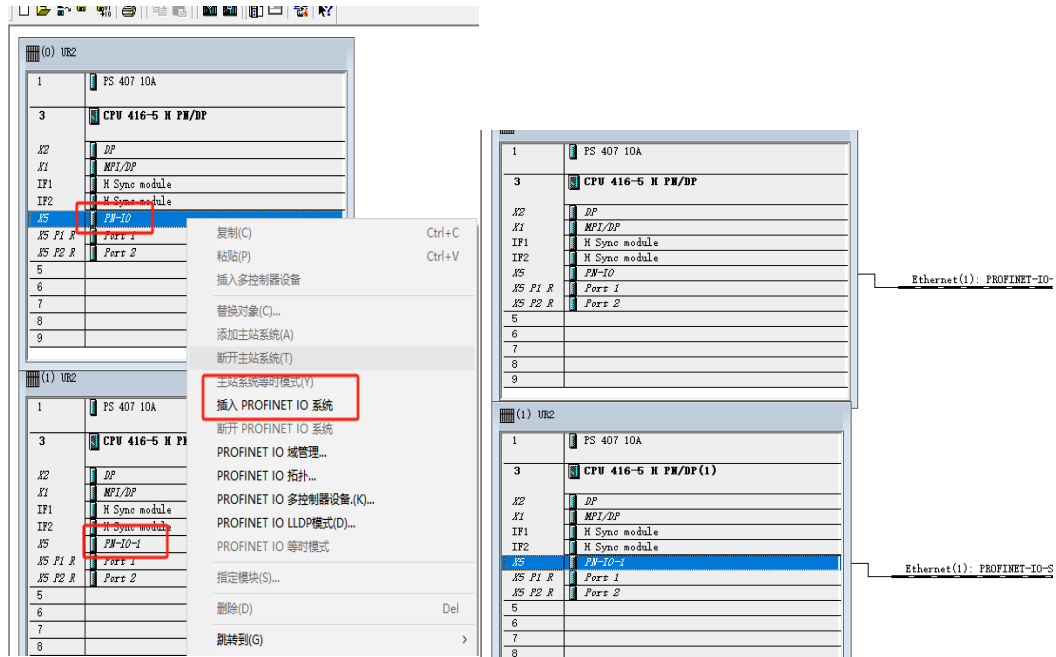 (0) UR2
1 PS 407 10A
3 CPU 416-5 H PN/DP
X2 DP
X1 MPI/DP
IF1 H Sync module
IF2 H Sync module
X5 PN-IO
X5 P1 R Port 1
X5 P2 R Port 2
5
6
7
8
9
(1) UR2
1 PS 407 10A
3 CPU 416-5 H PN
X2 DP
X1 MPI/DP
IF1 H Sync module
IF2 H Sync module
X5 PN-IO-1
X5 P1 R Port 1
X5 P2 R Port 2
5
6
7
8
复制(C) Ctrl+C
粘贴(P) Ctrl+V
插入多控制器设备
替换对象(C)...
添加主站系统(A)
断开主站系统(T)
主站系统等时模式(Y)
插入 PROFINET IO 系统
断开 PROFINET IO 系统
PROFINET IO 域管理...
PROFINET IO 拓扑...
PROFINET IO 多控制器设备.(K)...
PROFINET IO LLDP模式(D)...
PROFINET IO 等时模式
指定模块(S)...
删除(D) Del
跳转到(G) >
1 PS 407 10A
3 CPU 416-5 H PN/DP
X2 DP
X1 MPI/DP
IF1 H Sync module
IF2 H Sync module
X5 PN-IO
X5 P1 R Port 1
X5 P2 R Port 2
5
6
7
8
9
Ethernet(1): PROFINET-IO-
(1) UR2
1 PS 407 10A
3 CPU 416-5 H PN/DP(1)
X2 DP
X1 MPI/DP
IF1 H Sync module
IF2 H Sync module
X5 PN-IO-1
X5 P1 R Port 1
X5 P2 R Port 2
5
6
7
8
Ethernet(1): PROFINET-IO-S